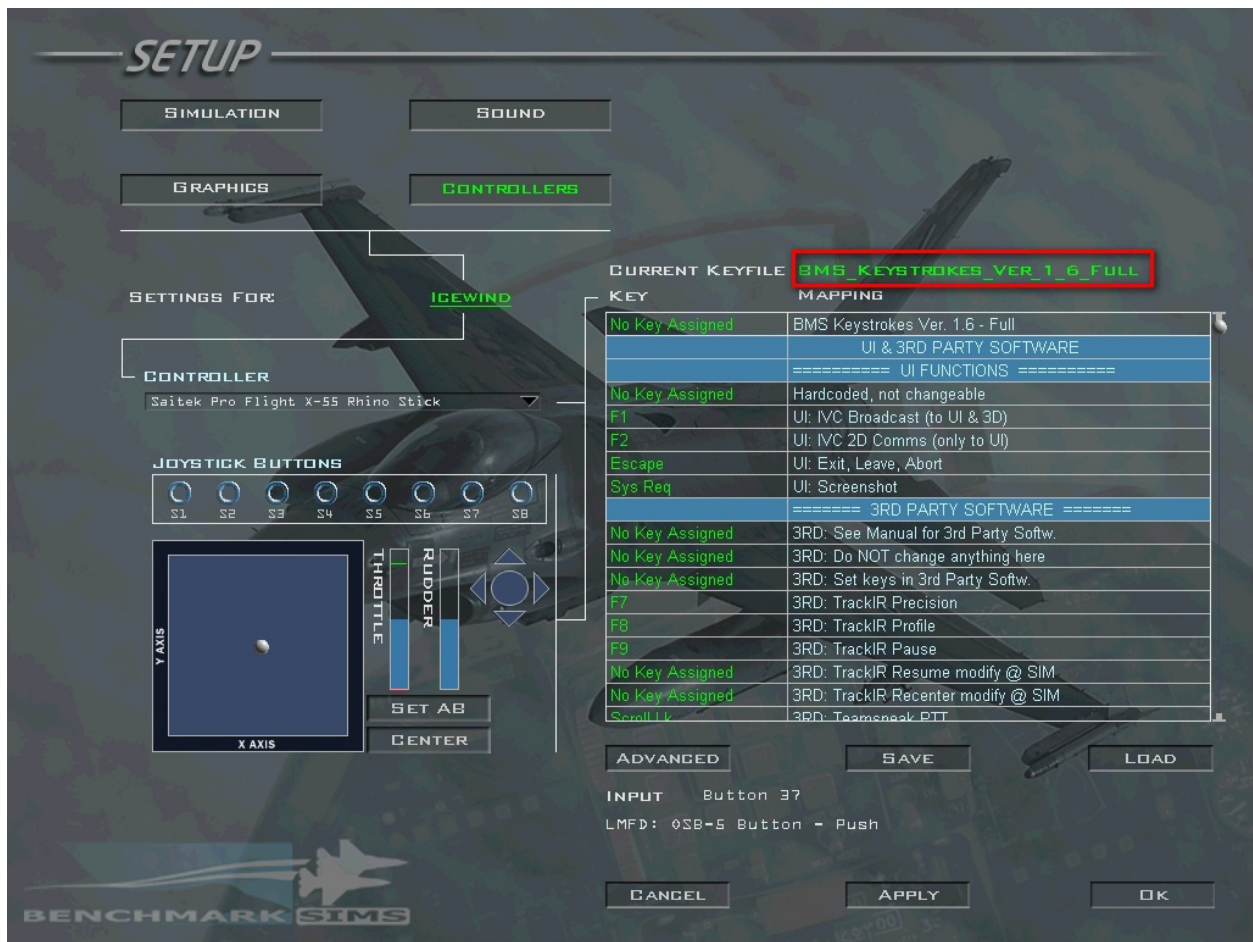 SETUP
SIMULATION
SOUND
GRAPHICS
CONTROLLERS
SETTINGS FOR:
ICEWIND
CONTROLLER
Saitek Pro Flight X-55 Rhino Stick
JOYSTICK BUTTONS
S1 S2 S3 S4 S5 S6 S7 S8
THROTTLE
RUDDER
Y AXIS
X AXIS
SET AB
CENTER
CURRENT KEYFILE BMS_KEYSTROKES_VER_1_6_FULL
KEY MAPPING
No Key Assigned BMS Keystrokes Ver. 1.6 - Full
UI & 3RD PARTY SOFTWARE
========== UI FUNCTIONS ==========
No Key Assigned Hardcoded, not changeable
F1 UI: IVC Broadcast (to UI & 3D)
F2 UI: IVC 2D Comms (only to UI)
Escape UI: Exit, Leave, Abort
Sys Req UI: Screenshot
======= 3RD PARTY SOFTWARE =======
No Key Assigned 3RD: See Manual for 3rd Party Softw.
No Key Assigned 3RD: Do NOT change anything here
No Key Assigned 3RD: Set keys in 3rd Party Softw.
F7 3RD: TrackIR Precision
F8 3RD: TrackIR Profile
F9 3RD: TrackIR Pause
No Key Assigned 3RD: TrackIR Resume modify @ SIM
No Key Assigned 3RD: TrackIR Recenter modify @ SIM
Scroll Lk 3RD: Teamspeak PTT
ADVANCED
SAVE
LOAD
INPUT Button 37
LMFD: OSB-5 Button - Push
CANCEL
APPLY
OK
BENCHMARK SIMS